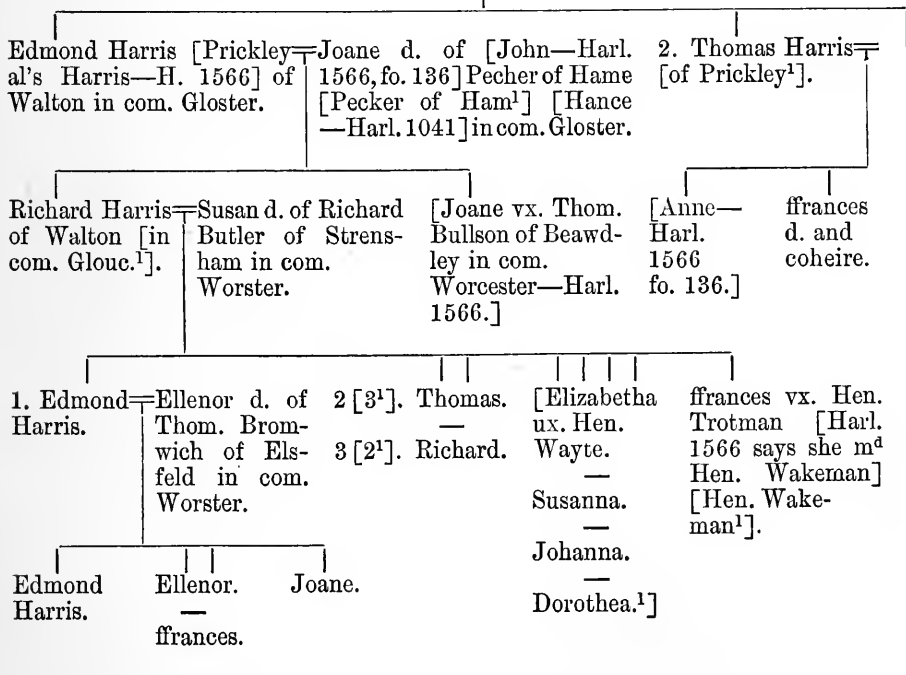 Edmond Harris [Prickley
al's Harris—H. 1566] of
Walton in com. Gloster.
Joane d. of [John—Harl.
1566, fo. 136] Pecher of Hame
[Pecker of Ham¹] [Hance
—Harl. 1041] in com. Gloster.
2. Thomas Harris
[of Prickley¹].
Richard Harris
of Walton [in
com. Glouc.¹].
Susan d. of Richard
Butler of Strens-
ham in com.
Worster.
[Joane vx. Thom.
Bullson of Beawd-
ley in com.
Worcester—Harl.
1566.]
[Anne—
Harl.
1566
fo. 136.]
ffrances
d. and
coheire.
1. Edmond
Harris.
Ellenor d. of
Thom. Brom-
wich of Els-
feld in com.
Worster.
2 [3¹]. Thomas.
—
3 [2¹]. Richard.
[Elizabetha
ux. Hen.
Wayte.
—
Susanna.
—
Johanna.
—
Dorothea.¹]
ffrances vx. Hen.
Trotman [Harl.
1566 says she mᵈ
Hen. Wakeman]
[Hen. Wake-
man¹].
Edmond
Harris.
Ellenor.
—
ffrances.
Joane.